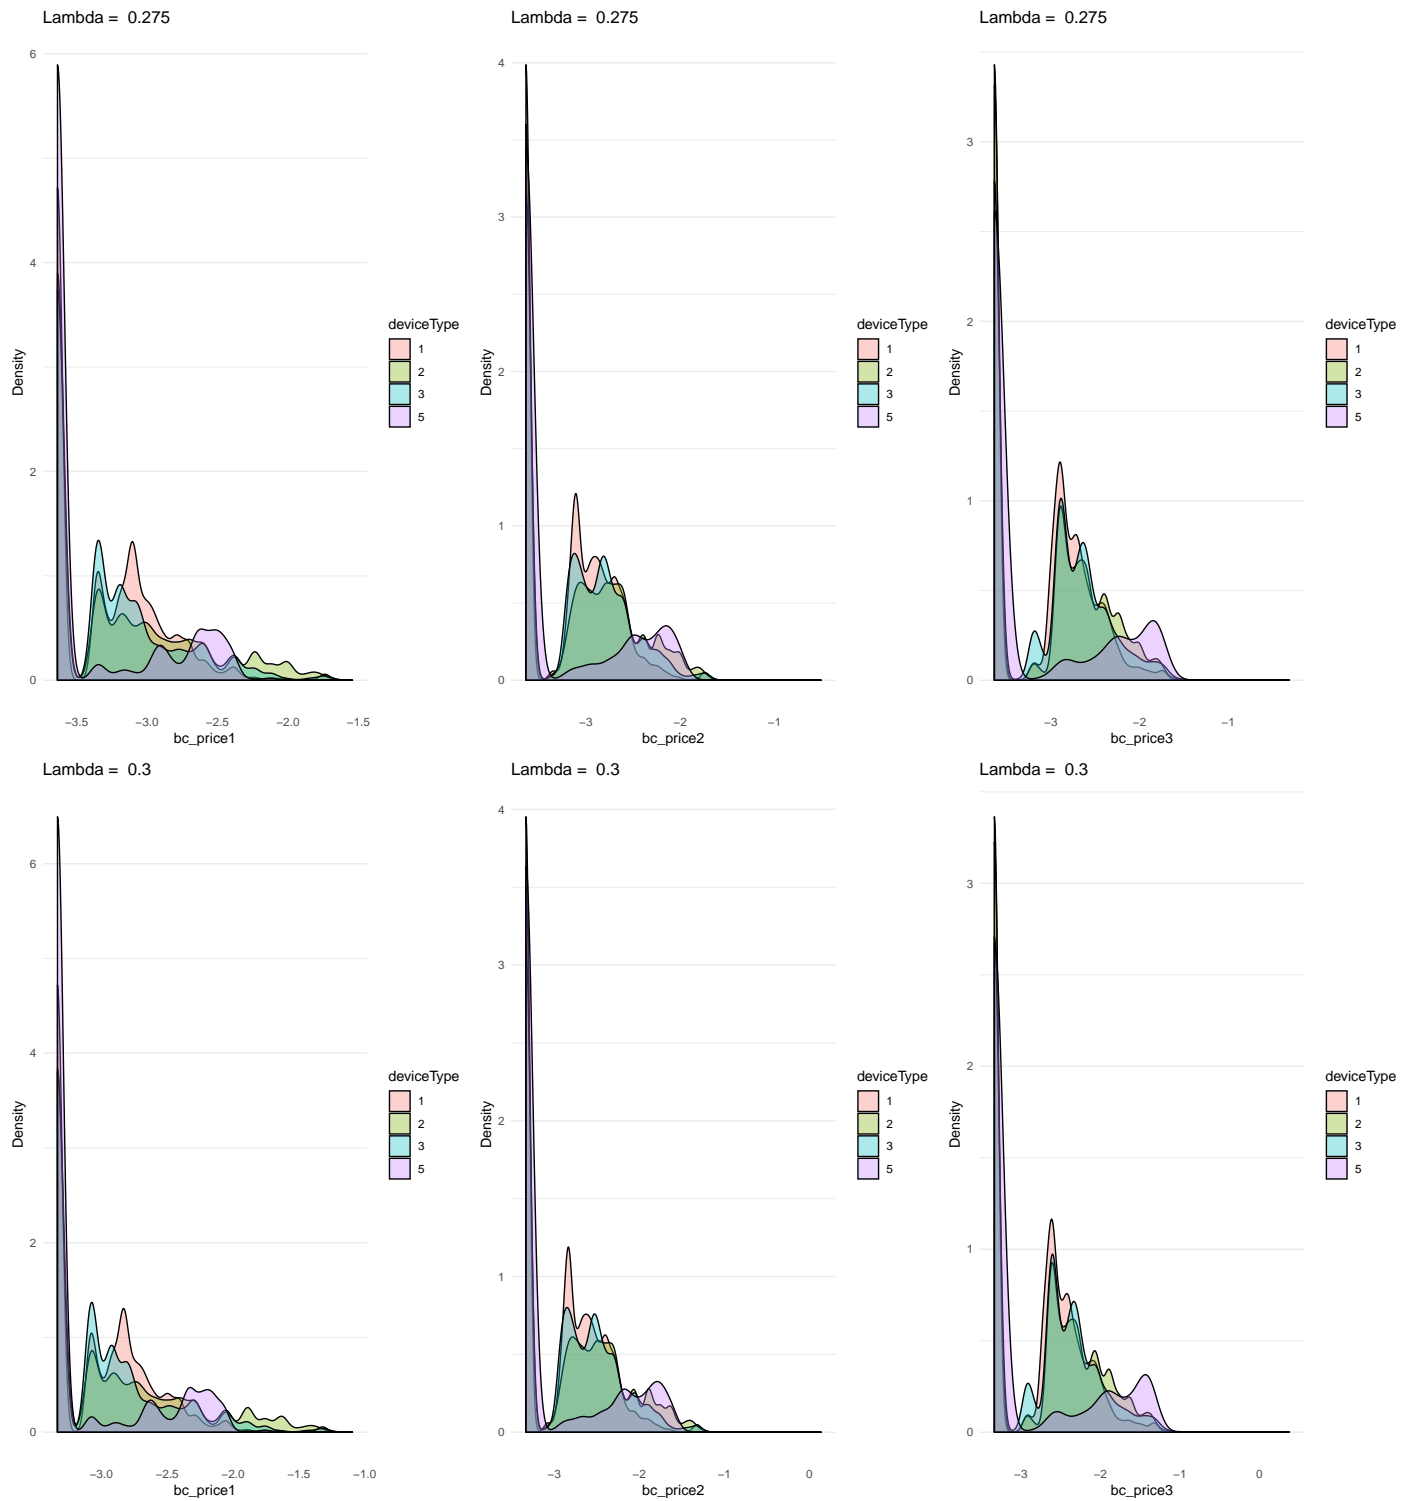 Lambda =  0.275
Lambda =  0.275
Lambda =  0.275
6
4
2
0
Density
−3.5 −3.0 −2.5 −2.0 −1.5
bc_price1
deviceType
1
2
3
5
4
3
2
1
0
Density
−3 −2 −1
bc_price2
deviceType
1
2
3
5
3
2
1
0
Density
−3 −2 −1
bc_price3
deviceType
1
2
3
5
Lambda =  0.3
Lambda =  0.3
Lambda =  0.3
6
4
2
0
Density
−3.0 −2.5 −2.0 −1.5 −1.0
bc_price1
deviceType
1
2
3
5
4
3
2
1
0
Density
−3 −2 −1 0
bc_price2
deviceType
1
2
3
5
3
2
1
0
Density
−3 −2 −1 0
bc_price3
deviceType
1
2
3
5